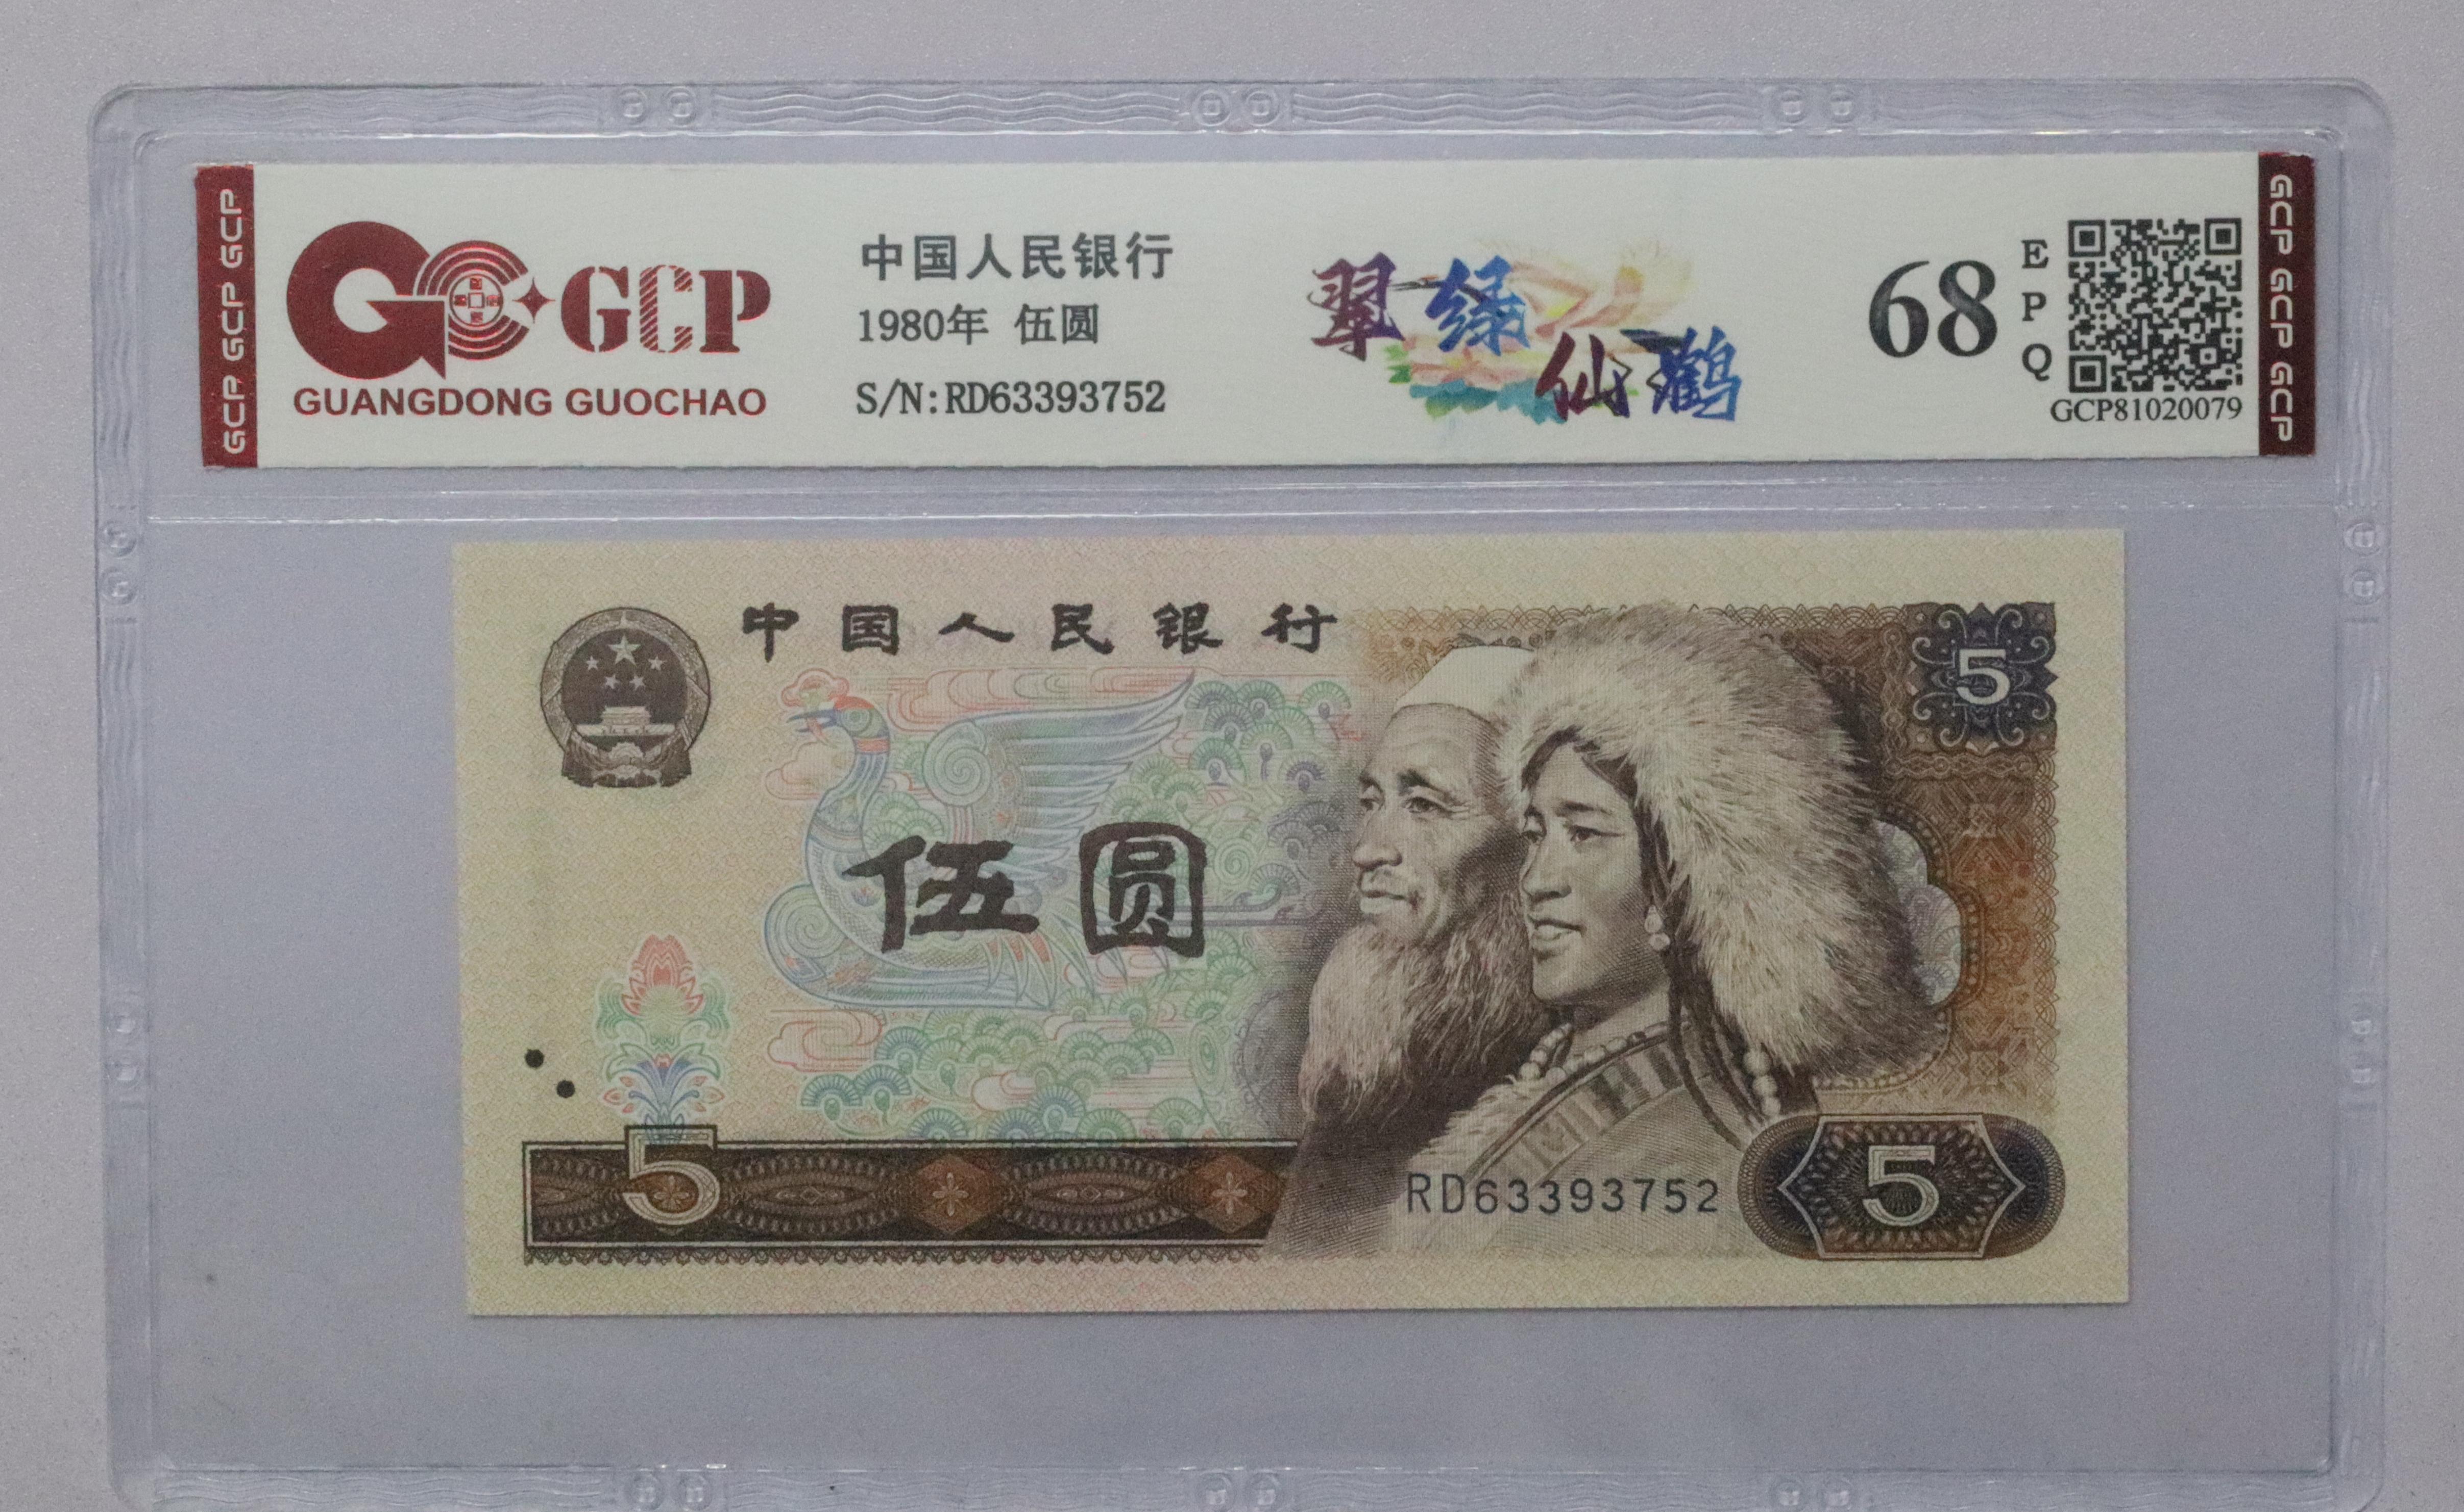 GCP GCP GCP
GCP
GUANGDONG GUOCHAO
中国人民银行
1980年 伍圆
S/N:RD63393752
翠绿
仙鹤
68
E
P
Q
GCP81020079
GCP GCP GCP
中国人民银行
5
伍圆
5
RD63393752
5